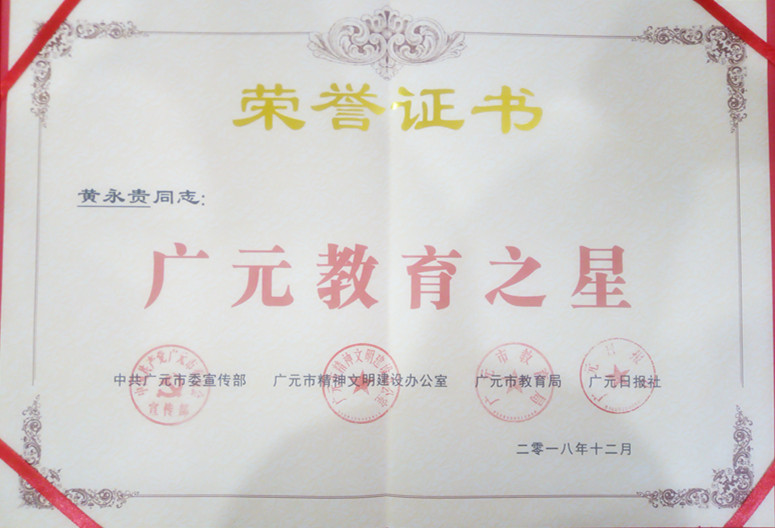 荣誉证书
黄永贵同志：
广元教育之星
中共广元市委宣传部 广元市精神文明建设办公室 广元市教育局 广元日报社
二零一八年十二月